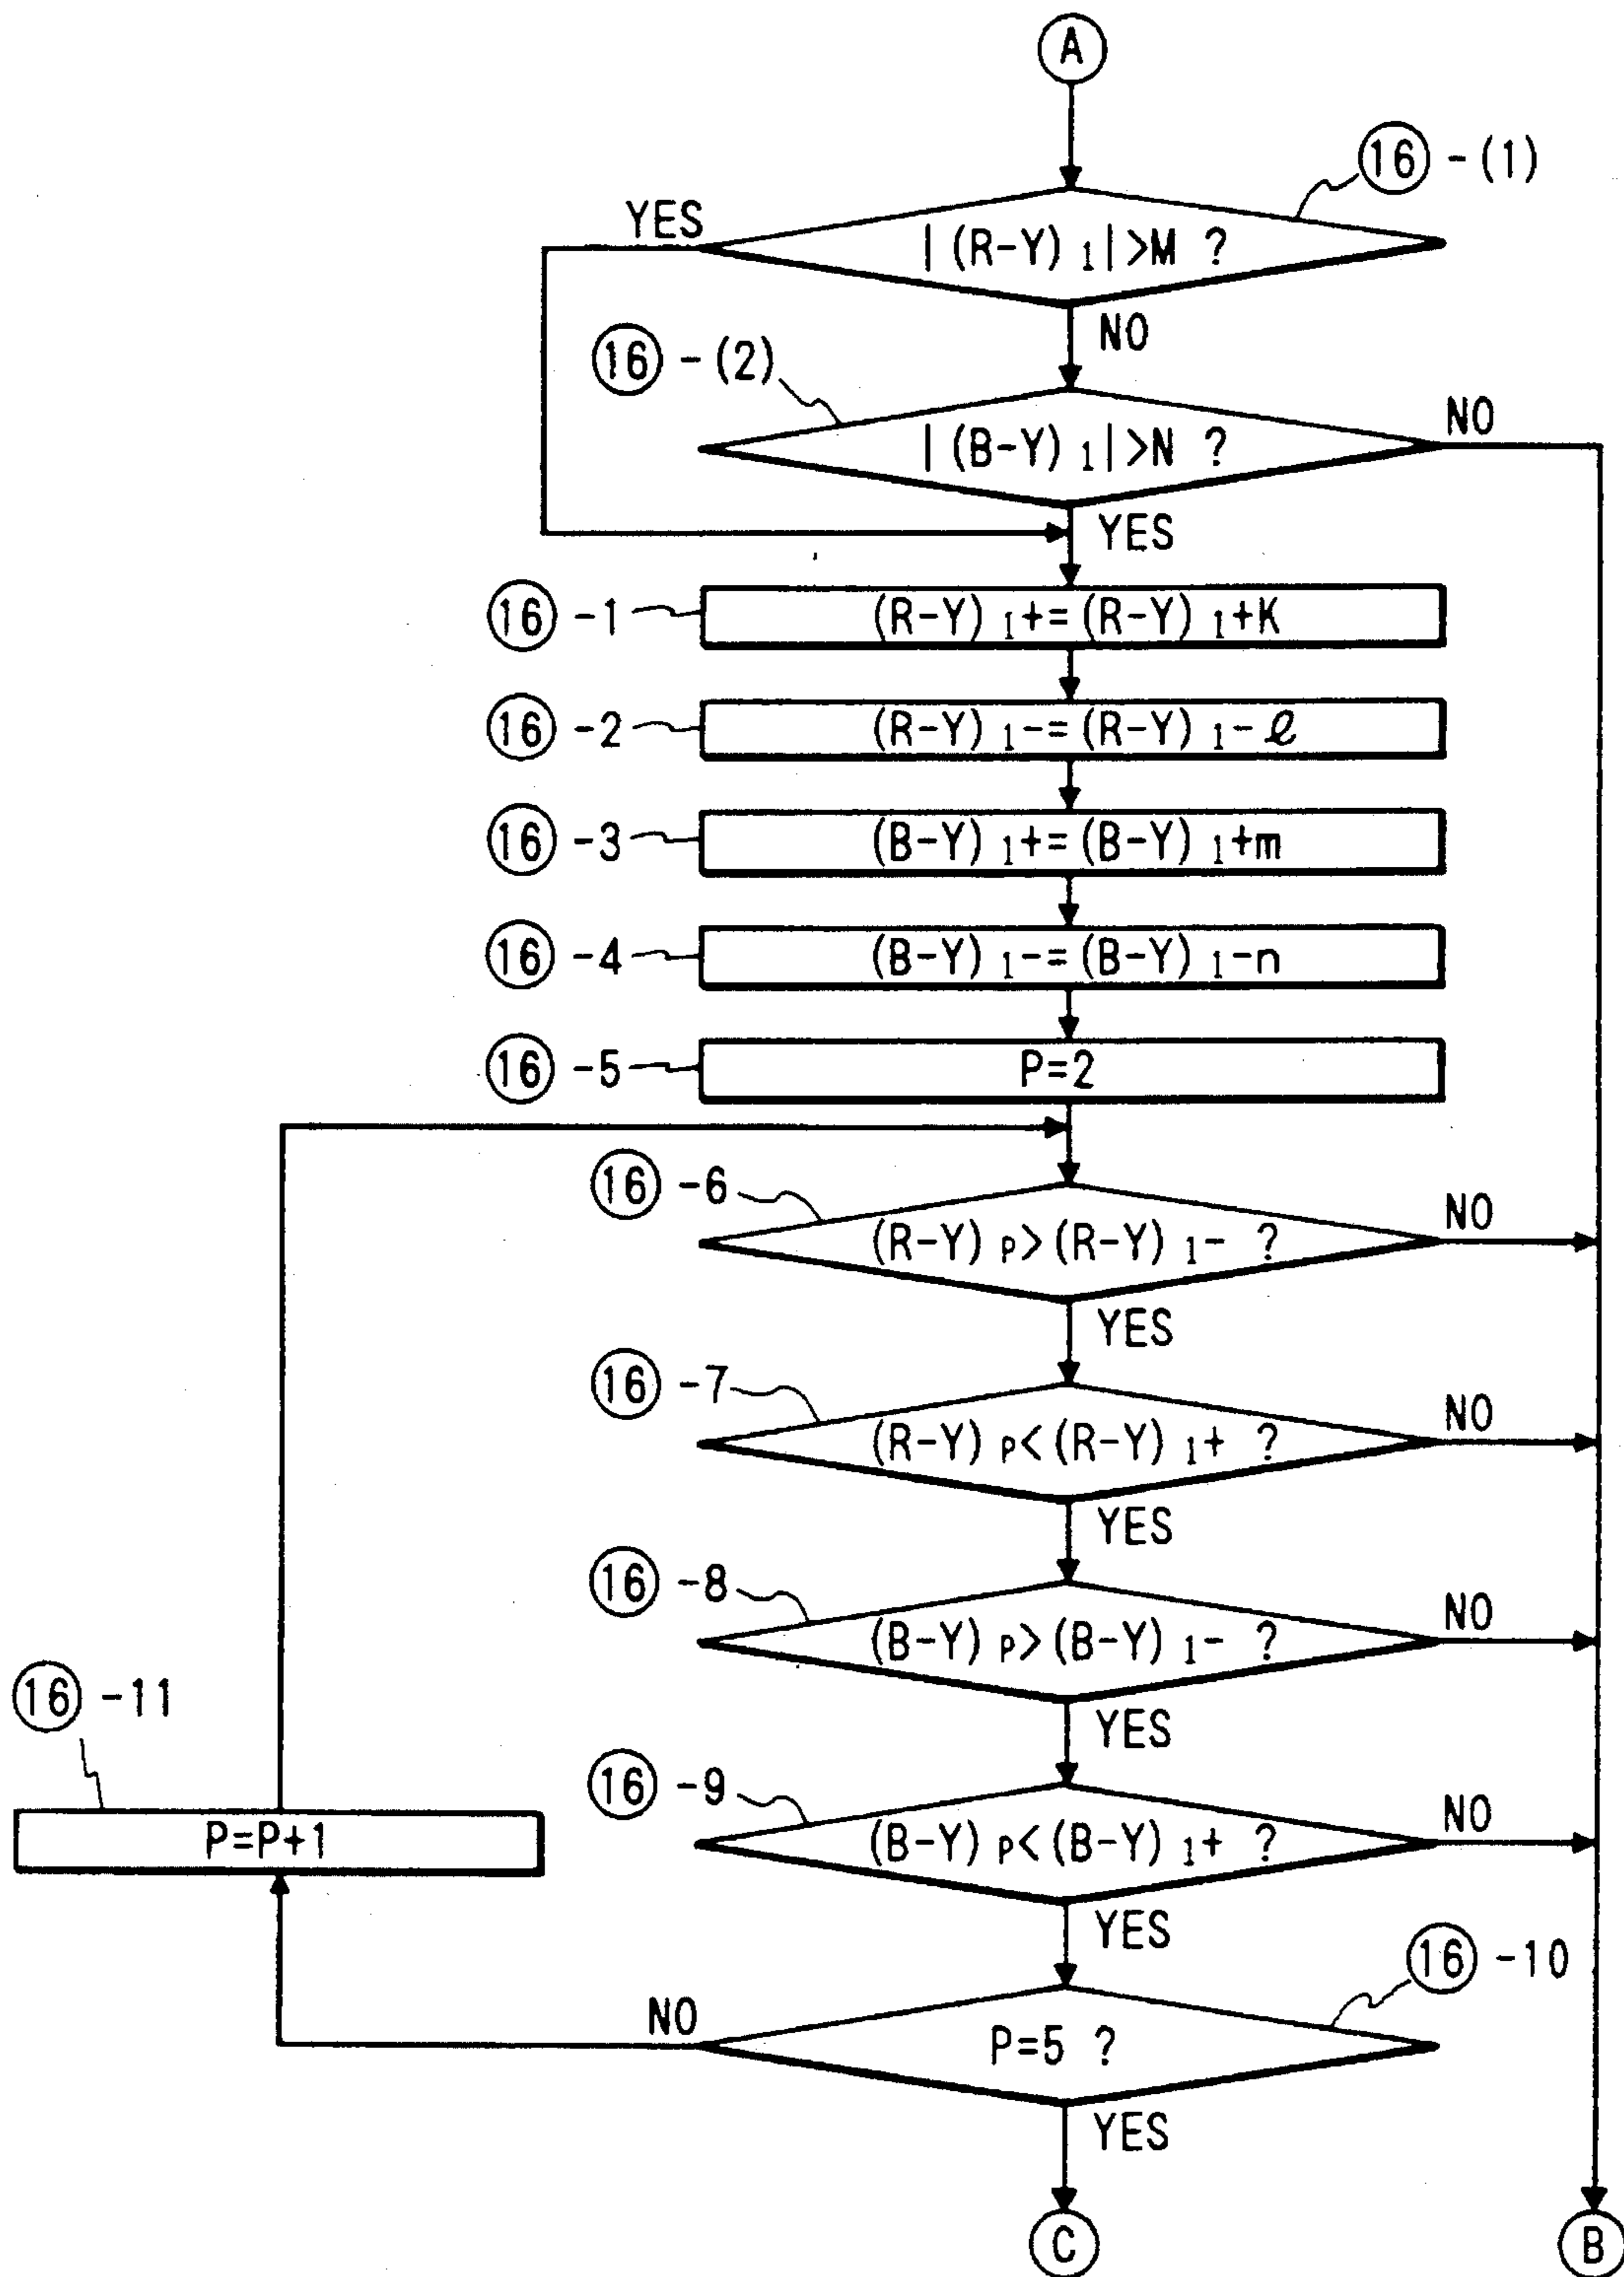 A
16 -(1)
YES
|(R-Y) 1|>M ?
NO
16 -(2)
NO
|(B-Y) 1|>N ?
YES
16 -1
(R-Y) 1+=(R-Y) 1+K
16 -2
(R-Y) 1-=(R-Y) 1-ℓ
16 -3
(B-Y) 1+=(B-Y) 1+m
16 -4
(B-Y) 1-=(B-Y) 1-n
16 -5
P=2
16 -6
NO
(R-Y) P>(R-Y) 1- ?
YES
16 -7
NO
(R-Y) P<(R-Y) 1+ ?
YES
16 -8
NO
(B-Y) P>(B-Y) 1- ?
16 -11
YES
16 -9
NO
P=P+1
(B-Y) P<(B-Y) 1+ ?
YES
16 -10
NO
P=5 ?
YES
C
B